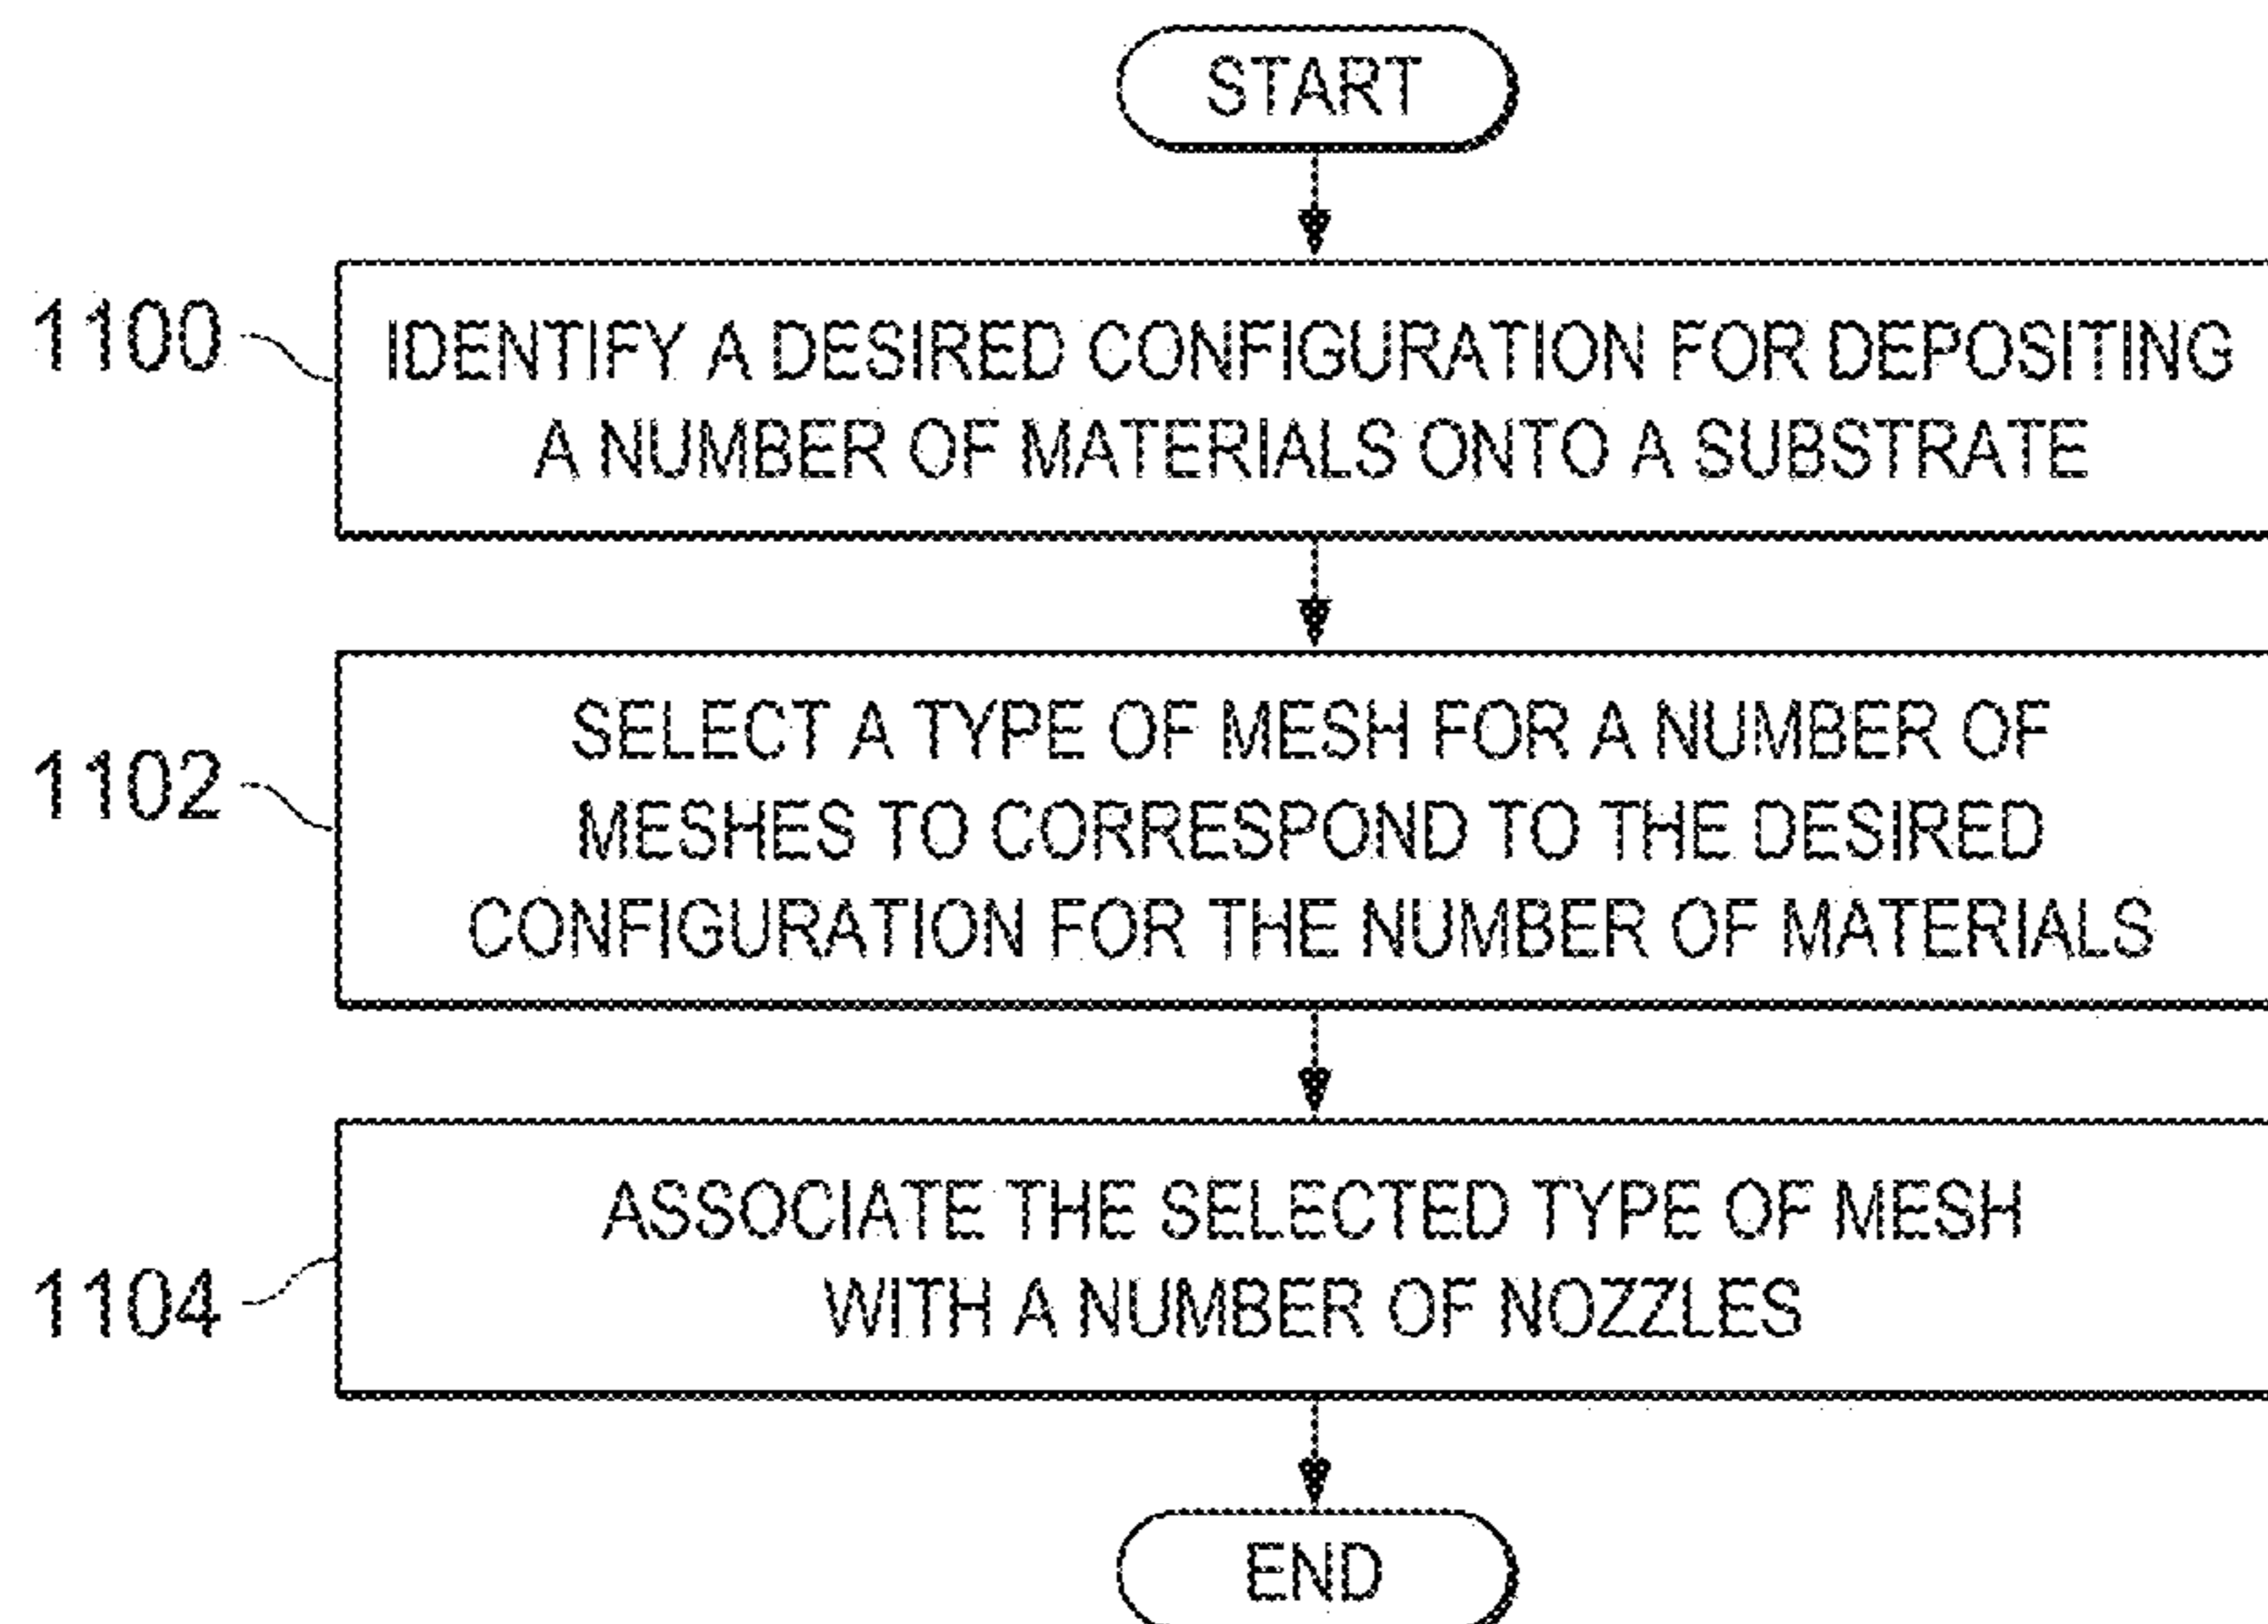 START
1100
IDENTIFY A DESIRED CONFIGURATION FOR DEPOSITING
A NUMBER OF MATERIALS ONTO A SUBSTRATE
1102
SELECT A TYPE OF MESH FOR A NUMBER OF
MESHES TO CORRESPOND TO THE DESIRED
CONFIGURATION FOR THE NUMBER OF MATERIALS
1104
ASSOCIATE THE SELECTED TYPE OF MESH
WITH A NUMBER OF NOZZLES
END